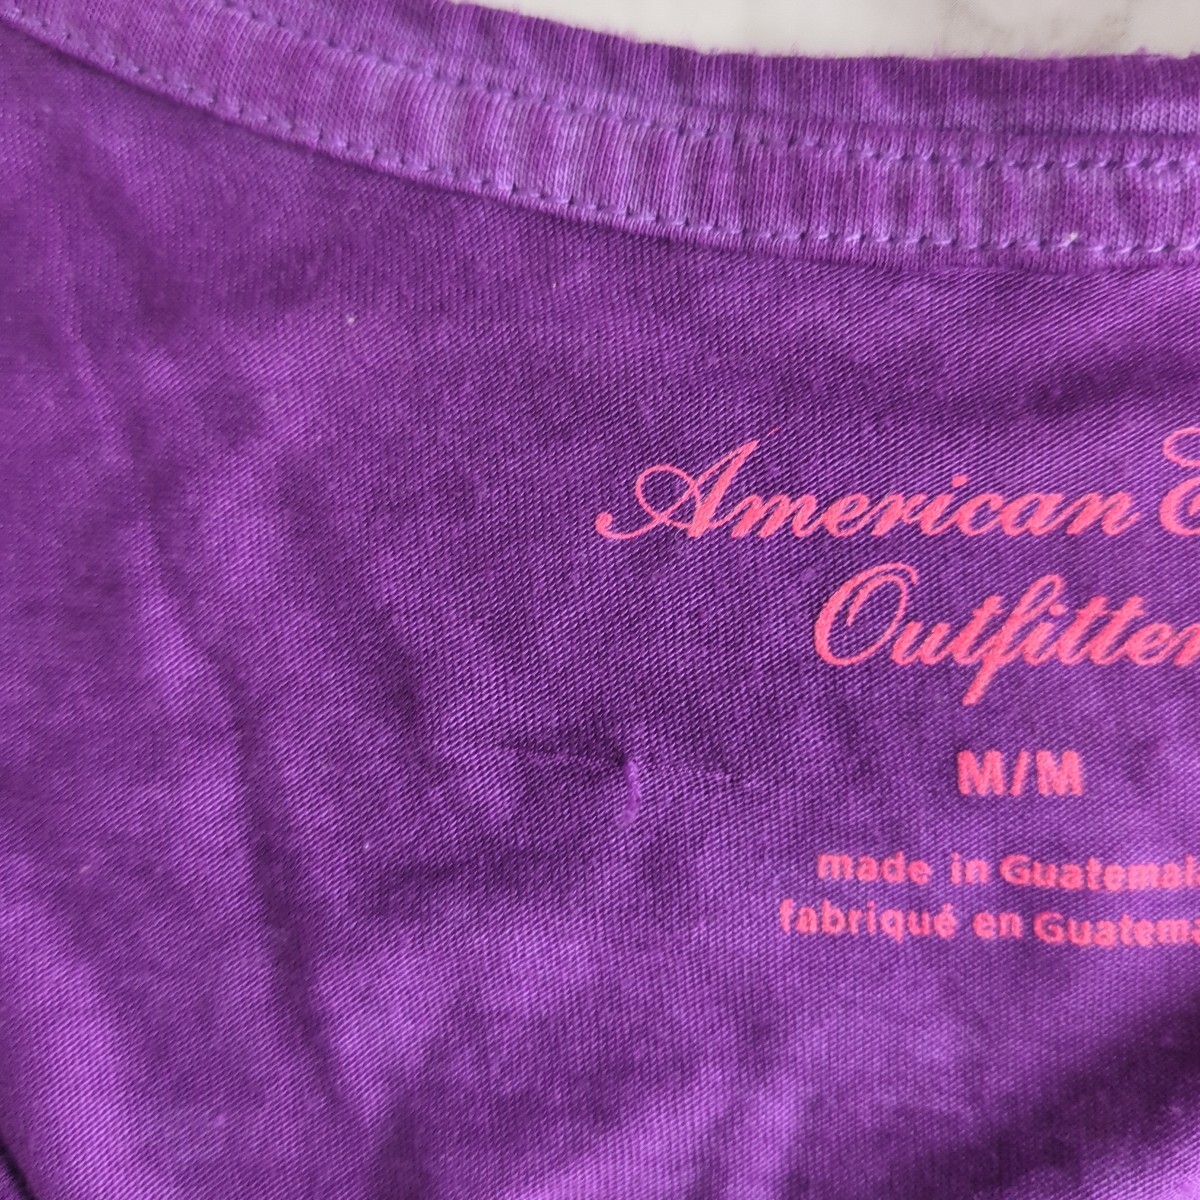 American E
Outfitter
M/M
made in Guatemal
fabriqué en Guatema